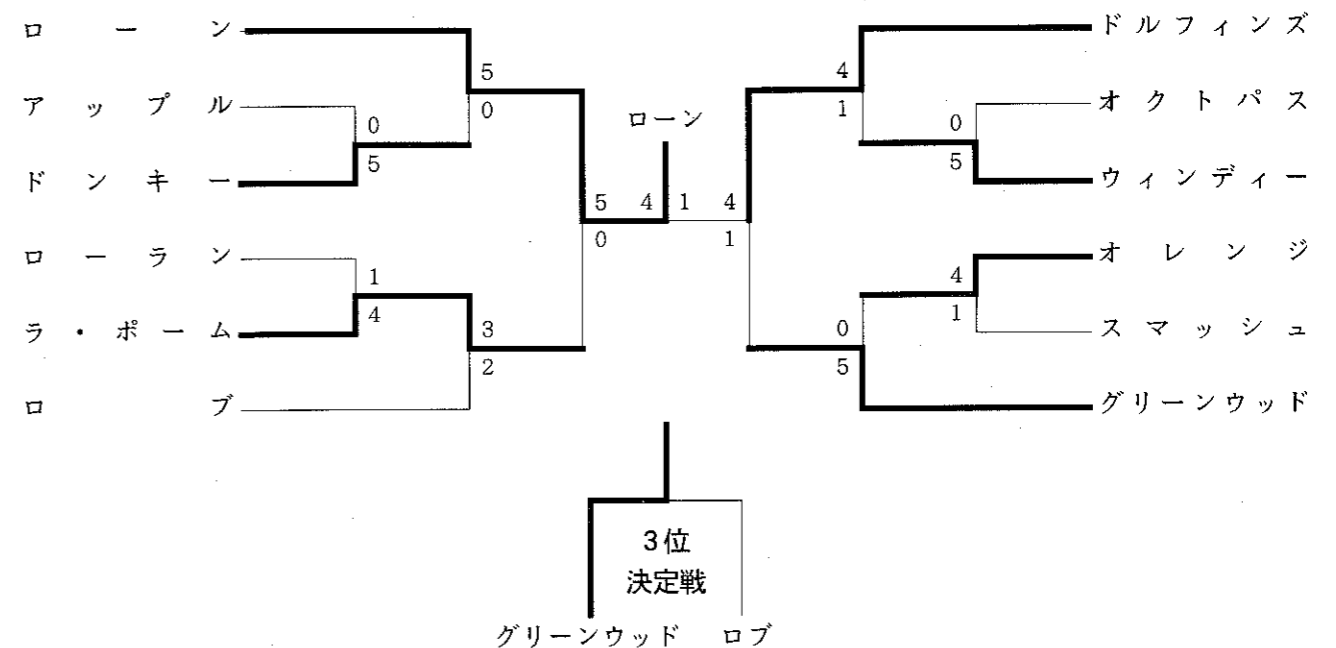 ローン
アップル
ドンキー
ローラン
ラ・ポーム
ロブ
5
0
0
5
1
4
3
2
5
0
ローン
4 1
4
1
4
1
0
5
4
1
0
5
ドルフィンズ
オクトパス
ウィンディー
オレンジ
スマッシュ
グリーンウッド
3位
決定戦
グリーンウッド ロブ